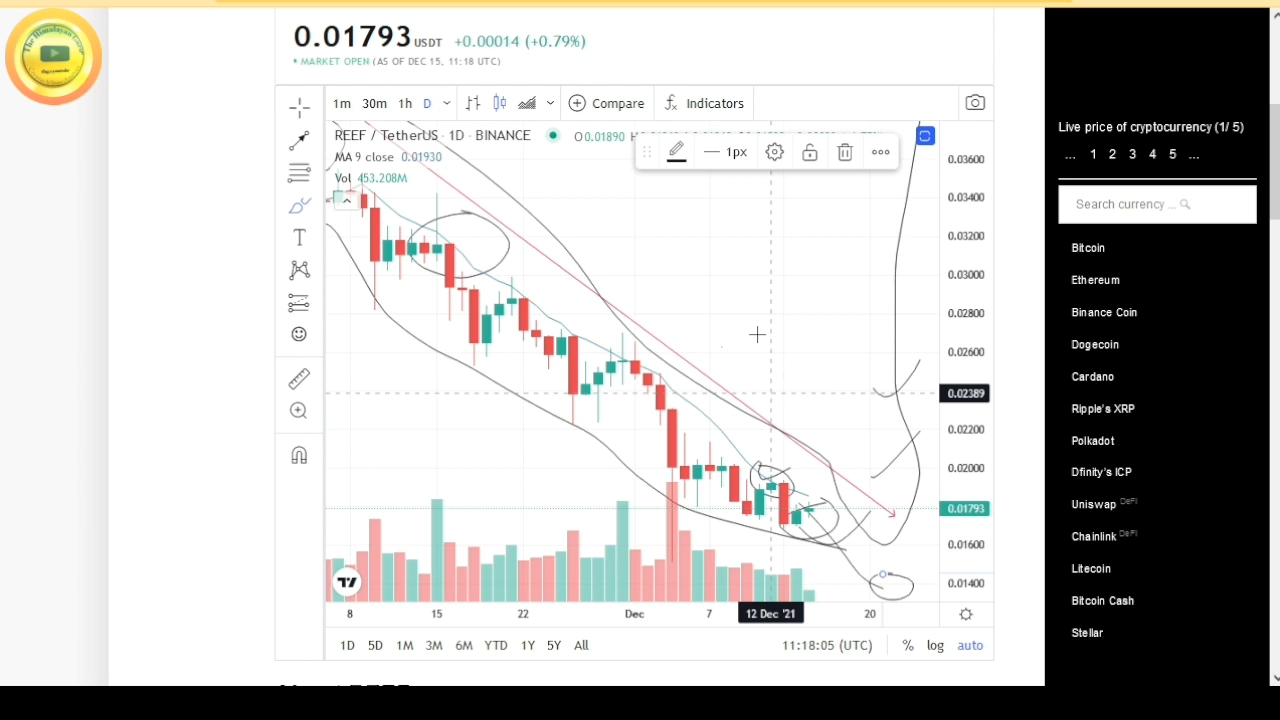 The Himalayan Loop
0.01793 USDT +0.00014 (+0.79%)
MARKET OPEN (AS OF DEC 15, 11:18 UTC)
1m 30m 1h D Compare Indicators
REEF / TetherUS · 1D · BINANCE O0.01890
1px
MA 9 close 0.01930
Vol 453.208M
0.03600
0.03400
0.03200
0.03000
0.02800
0.02600
0.02389
0.02200
0.02000
0.01793
0.01600
0.01400
8 15 22 Dec 7 12 Dec '21 20
1D 5D 1M 3M 6M YTD 1Y 5Y All 11:18:05 (UTC) % log auto
Live price of cryptocurrency (1/ 5)
... 1 2 3 4 5 ...
Search currency ...
Bitcoin
Ethereum
Binance Coin
Dogecoin
Cardano
Ripple's XRP
Polkadot
Dfinity's ICP
Uniswap DeFi
Chainlink DeFi
Litecoin
Bitcoin Cash
Stellar